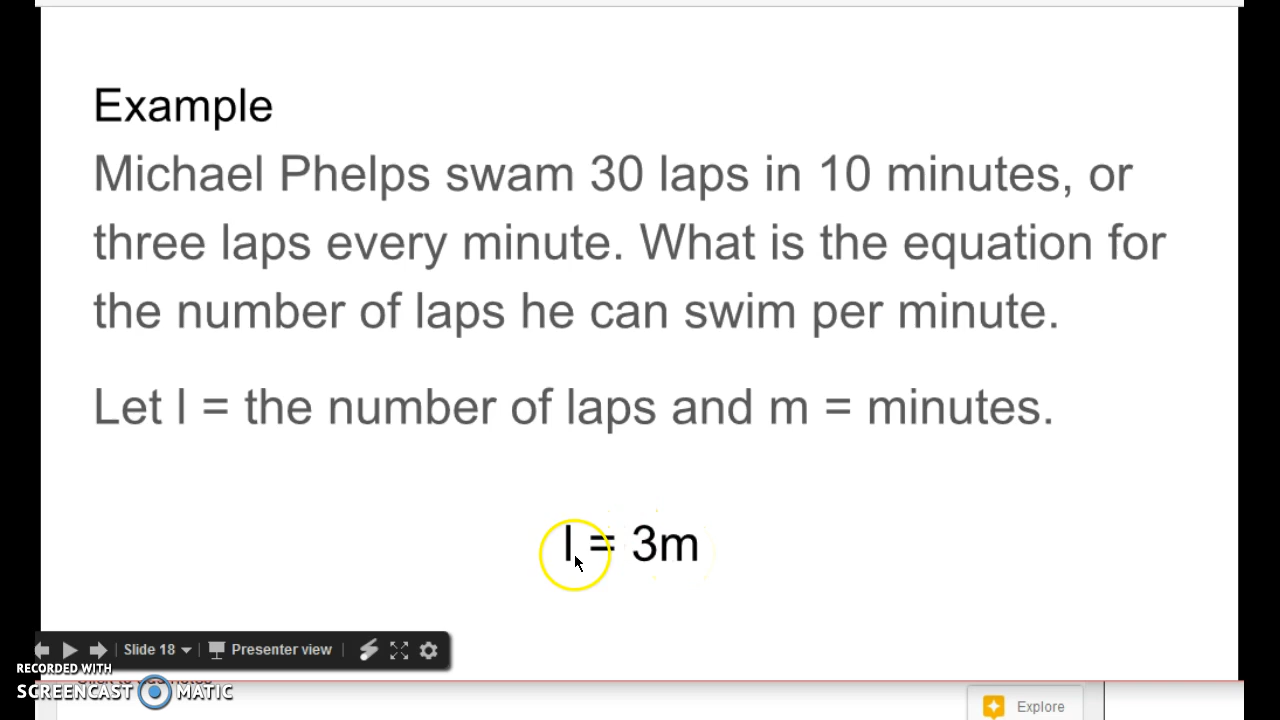 Example
Michael Phelps swam 30 laps in 10 minutes, or
three laps every minute. What is the equation for
the number of laps he can swim per minute.
Let l = the number of laps and m = minutes.
l = 3m
Slide 18
Presenter view
RECORDED WITH
SCREENCAST MATIC
Explore